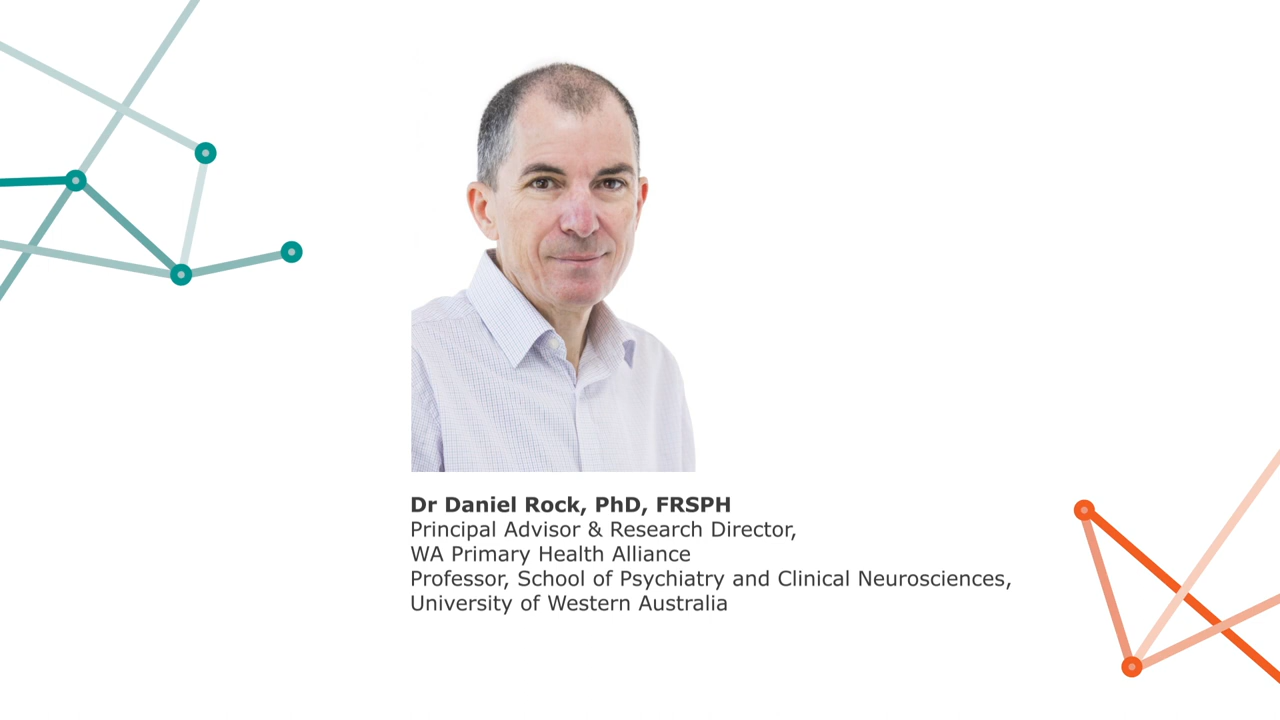 Dr Daniel Rock, PhD, FRSPH
Principal Advisor & Research Director,
WA Primary Health Alliance
Professor, School of Psychiatry and Clinical Neurosciences,
University of Western Australia